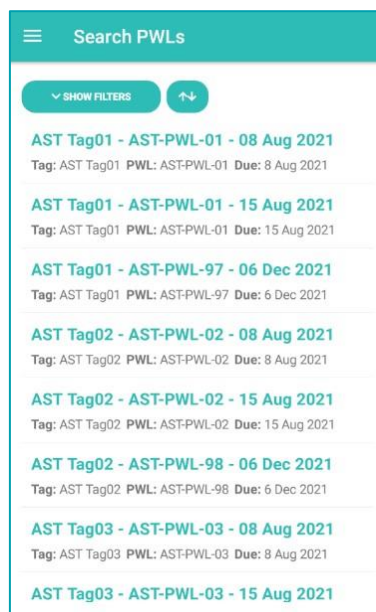 Search PWLs
SHOW FILTERS
AST Tag01 - AST-PWL-01 - 08 Aug 2021
Tag: AST Tag01 PWL: AST-PWL-01 Due: 8 Aug 2021
AST Tag01 - AST-PWL-01 - 15 Aug 2021
Tag: AST Tag01 PWL: AST-PWL-01 Due: 15 Aug 2021
AST Tag01 - AST-PWL-97 - 06 Dec 2021
Tag: AST Tag01 PWL: AST-PWL-97 Due: 6 Dec 2021
AST Tag02 - AST-PWL-02 - 08 Aug 2021
Tag: AST Tag02 PWL: AST-PWL-02 Due: 8 Aug 2021
AST Tag02 - AST-PWL-02 - 15 Aug 2021
Tag: AST Tag02 PWL: AST-PWL-02 Due: 15 Aug 2021
AST Tag02 - AST-PWL-98 - 06 Dec 2021
Tag: AST Tag02 PWL: AST-PWL-98 Due: 6 Dec 2021
AST Tag03 - AST-PWL-03 - 08 Aug 2021
Tag: AST Tag03 PWL: AST-PWL-03 Due: 8 Aug 2021
AST Tag03 - AST-PWL-03 - 15 Aug 2021